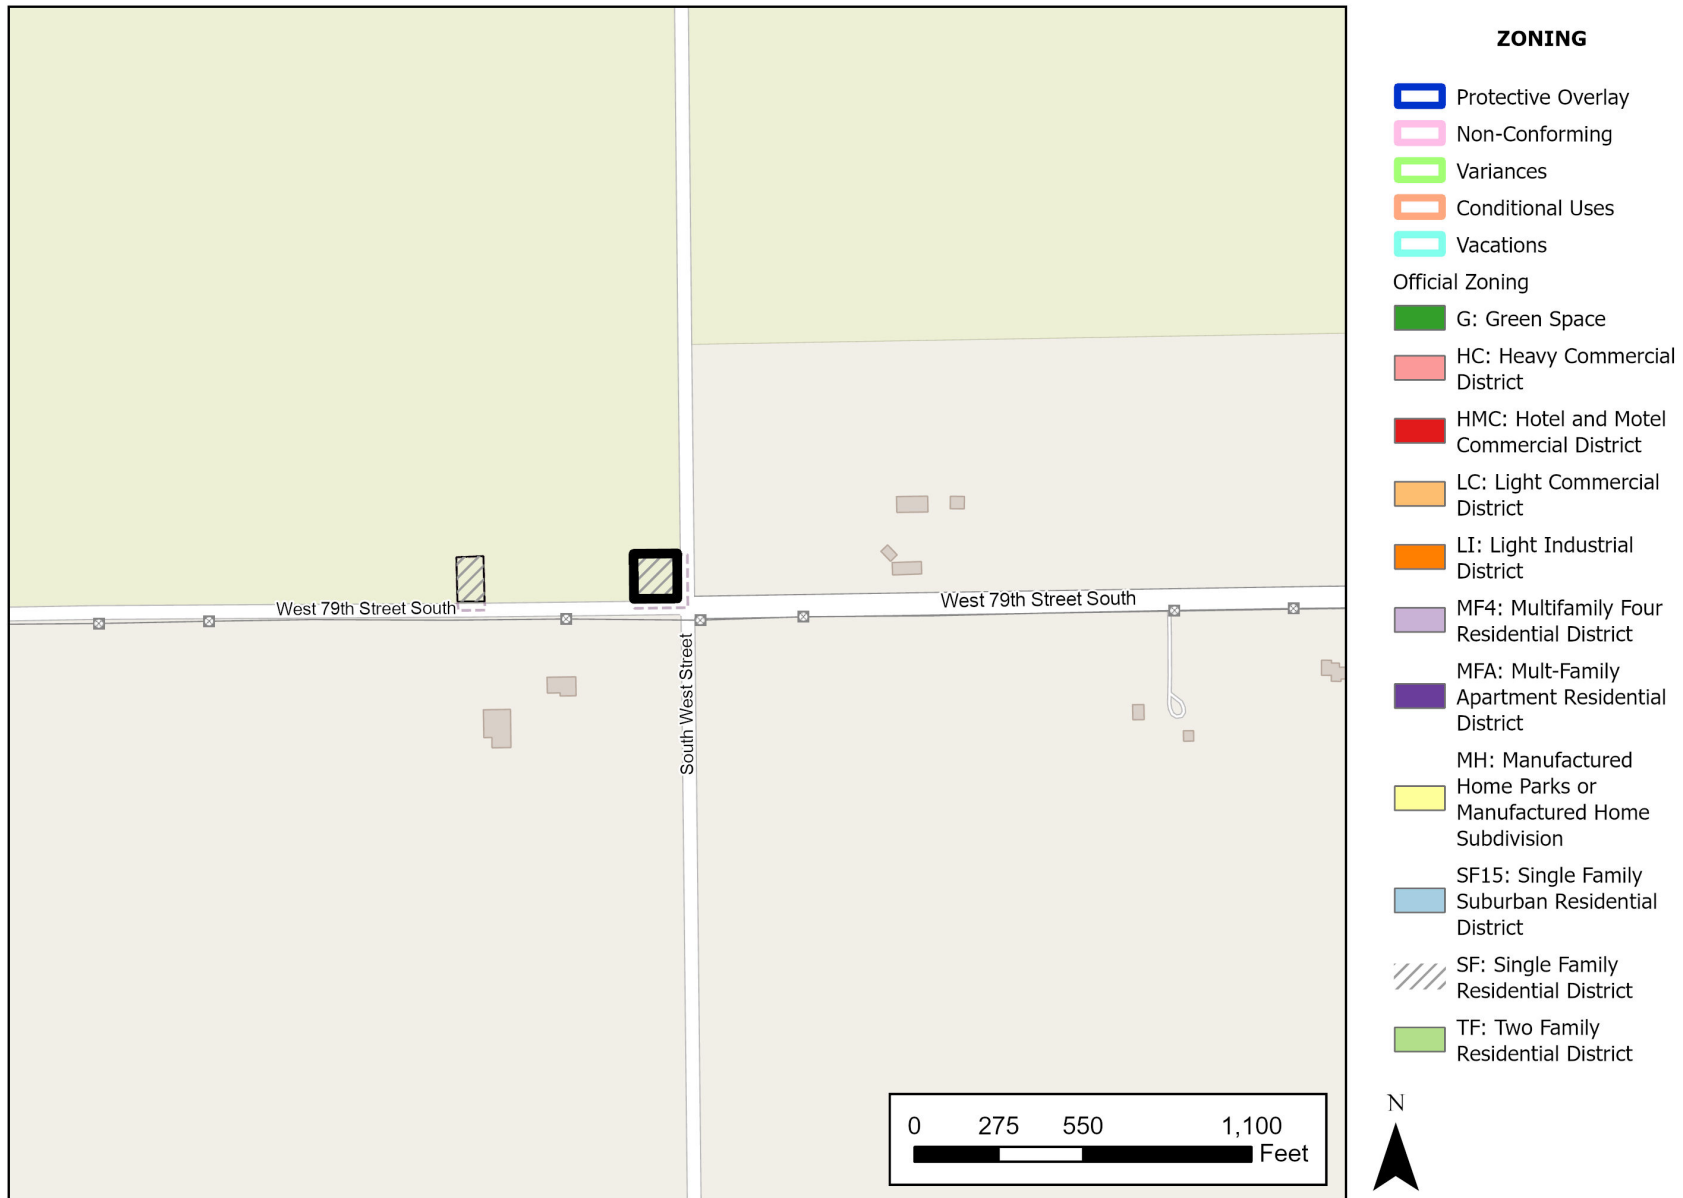 West 79th Street South
West 79th Street South
South West Street
0 275 550 1,100
Feet
ZONING
Protective Overlay
Non-Conforming
Variances
Conditional Uses
Vacations
Official Zoning
G: Green Space
HC: Heavy Commercial
District
HMC: Hotel and Motel
Commercial District
LC: Light Commercial
District
LI: Light Industrial
District
MF4: Multifamily Four
Residential District
MFA: Mult-Family
Apartment Residential
District
MH: Manufactured
Home Parks or
Manufactured Home
Subdivision
SF15: Single Family
Suburban Residential
District
SF: Single Family
Residential District
TF: Two Family
Residential District
N